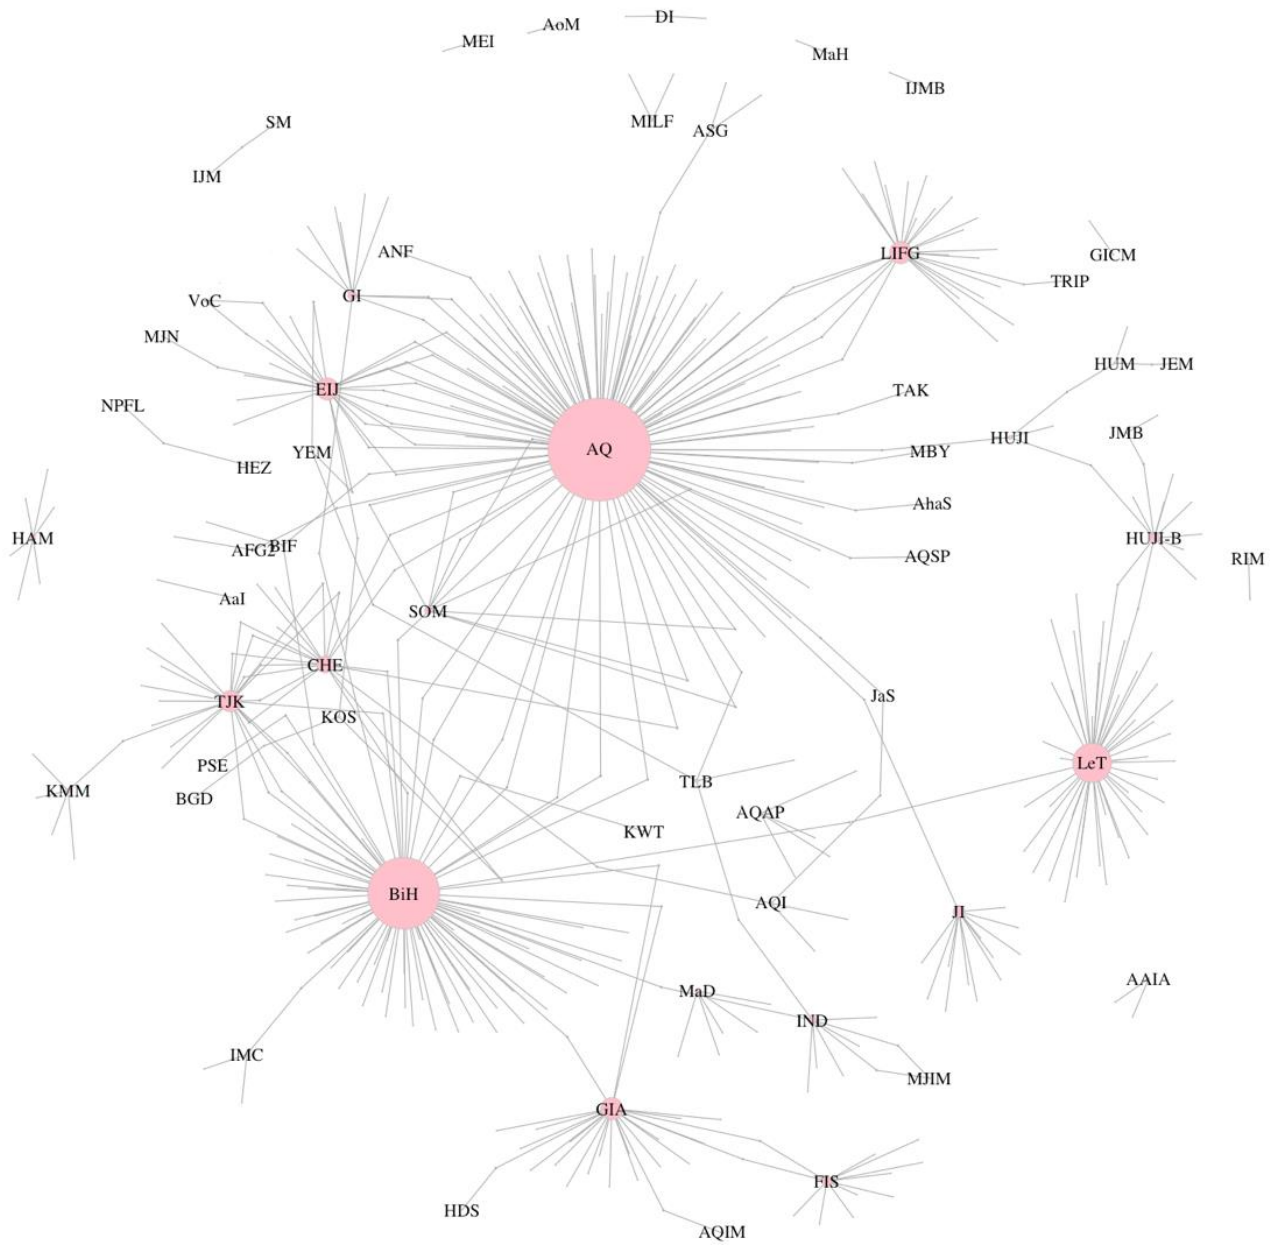 DI
AoM
MEI
MaH
IJMB
MILF
SM
ASG
IJM
ANF
LIFG
GICM
TRIP
GI
VoC
MJN
HUM
JEM
EIJ
TAK
NPFL
JMB
HUJI
AQ
YEM
MBY
HEZ
AhaS
HAM
HUJI-B
BIF
AFG2
AQSP
RIM
AaI
SOM
CHE
JaS
TJK
KOS
LeT
PSE
TLB
KMM
BGD
AQAP
KWT
BiH
AQI
JI
AAIA
MaD
IND
IMC
MJIM
GIA
FIS
HDS
AQIM